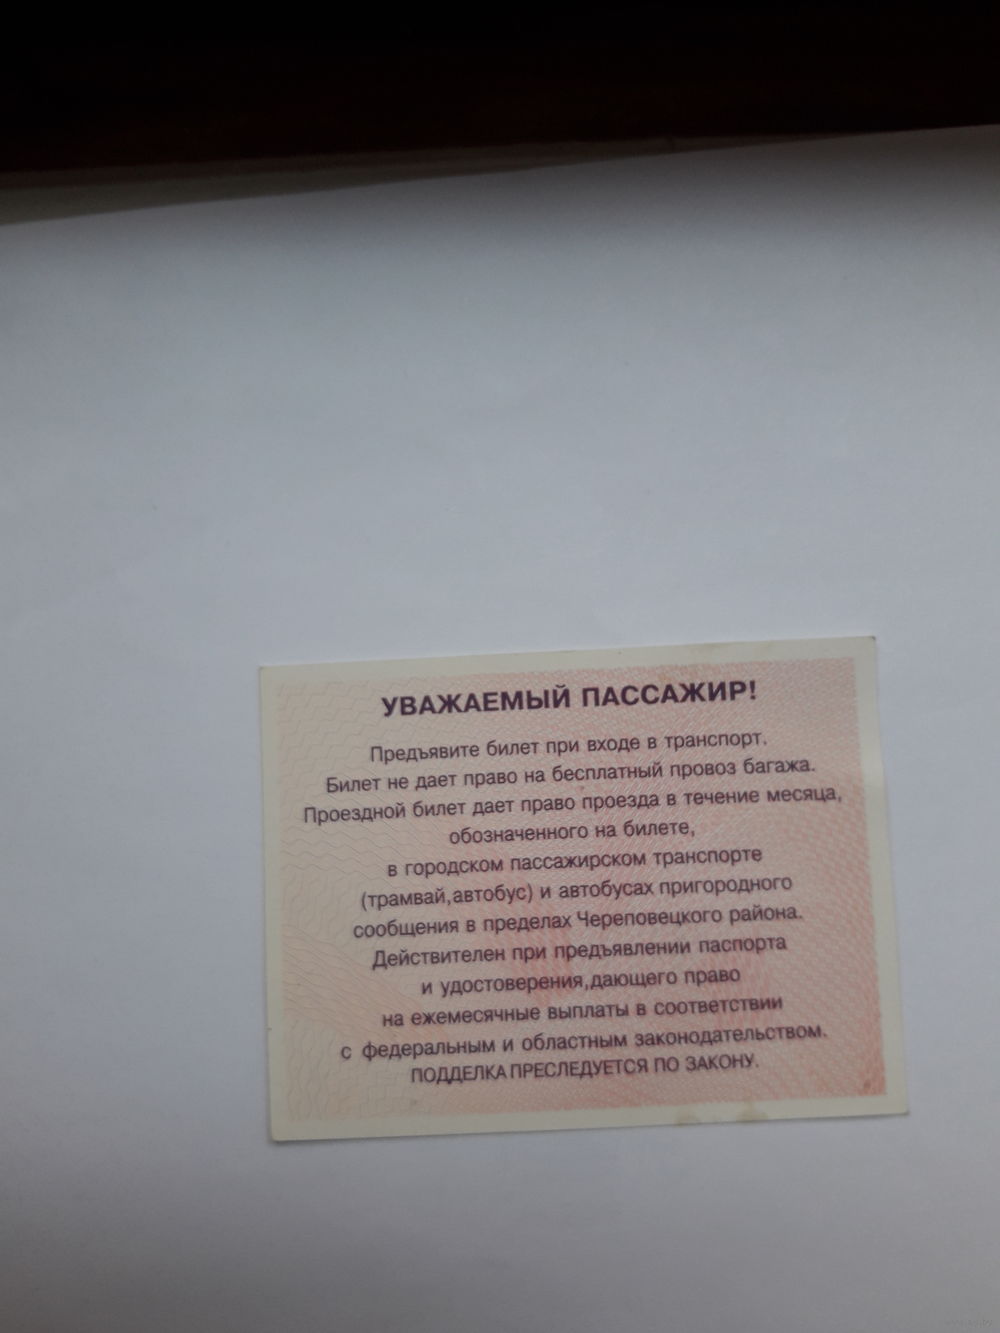 УВАЖАЕМЫЙ ПАССАЖИР!
Предъявите билет при входе в транспорт.
Билет не дает право на бесплатный провоз багажа.
Проездной билет дает право проезда в течение месяца,
обозначенного на билете,
в городском пассажирском транспорте
(трамвай,автобус) и автобусах пригородного
сообщения в пределах Череповецкого района.
Действителен при предъявлении паспорта
и удостоверения,дающего право
на ежемесячные выплаты в соответствии
с федеральным и областным законодательством.
ПОДДЕЛКА ПРЕСЛЕДУЕТСЯ ПО ЗАКОНУ.